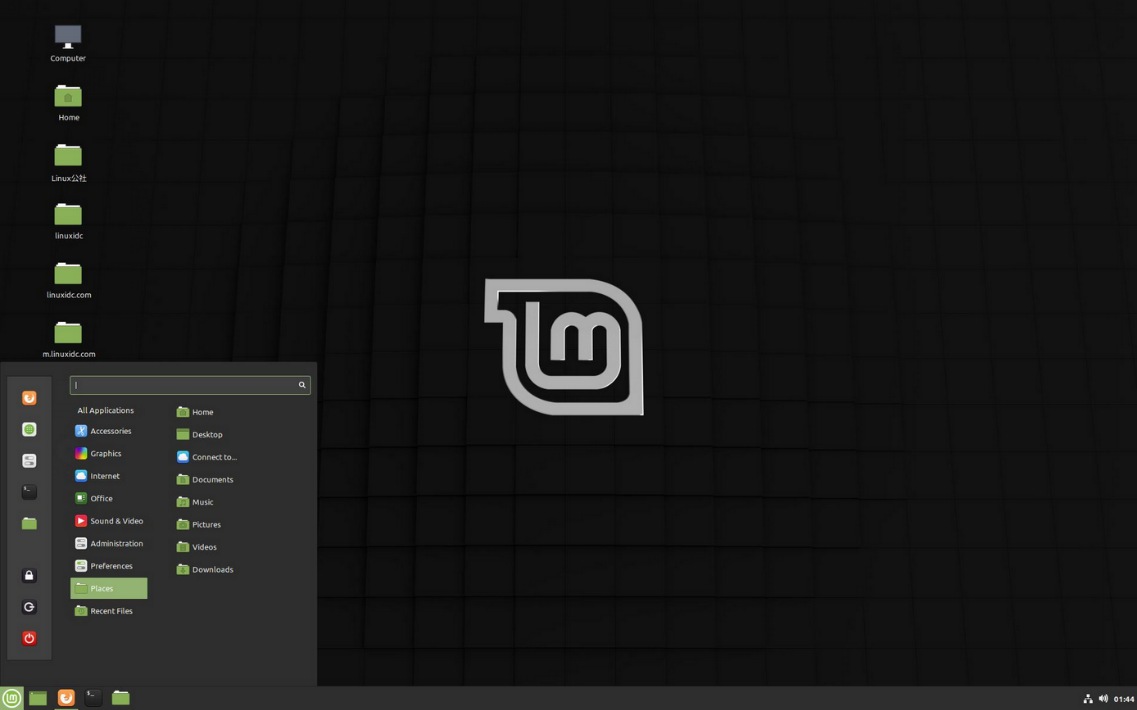 Computer
Home
Linux公社
linuxidc
linuxidc.com
m.linuxidc.com
All Applications
Accessories
Graphics
Internet
Office
Sound & Video
Administration
Preferences
Places
Recent Files
Home
Desktop
Connect to...
Documents
Music
Pictures
Videos
Downloads
lm
01:44